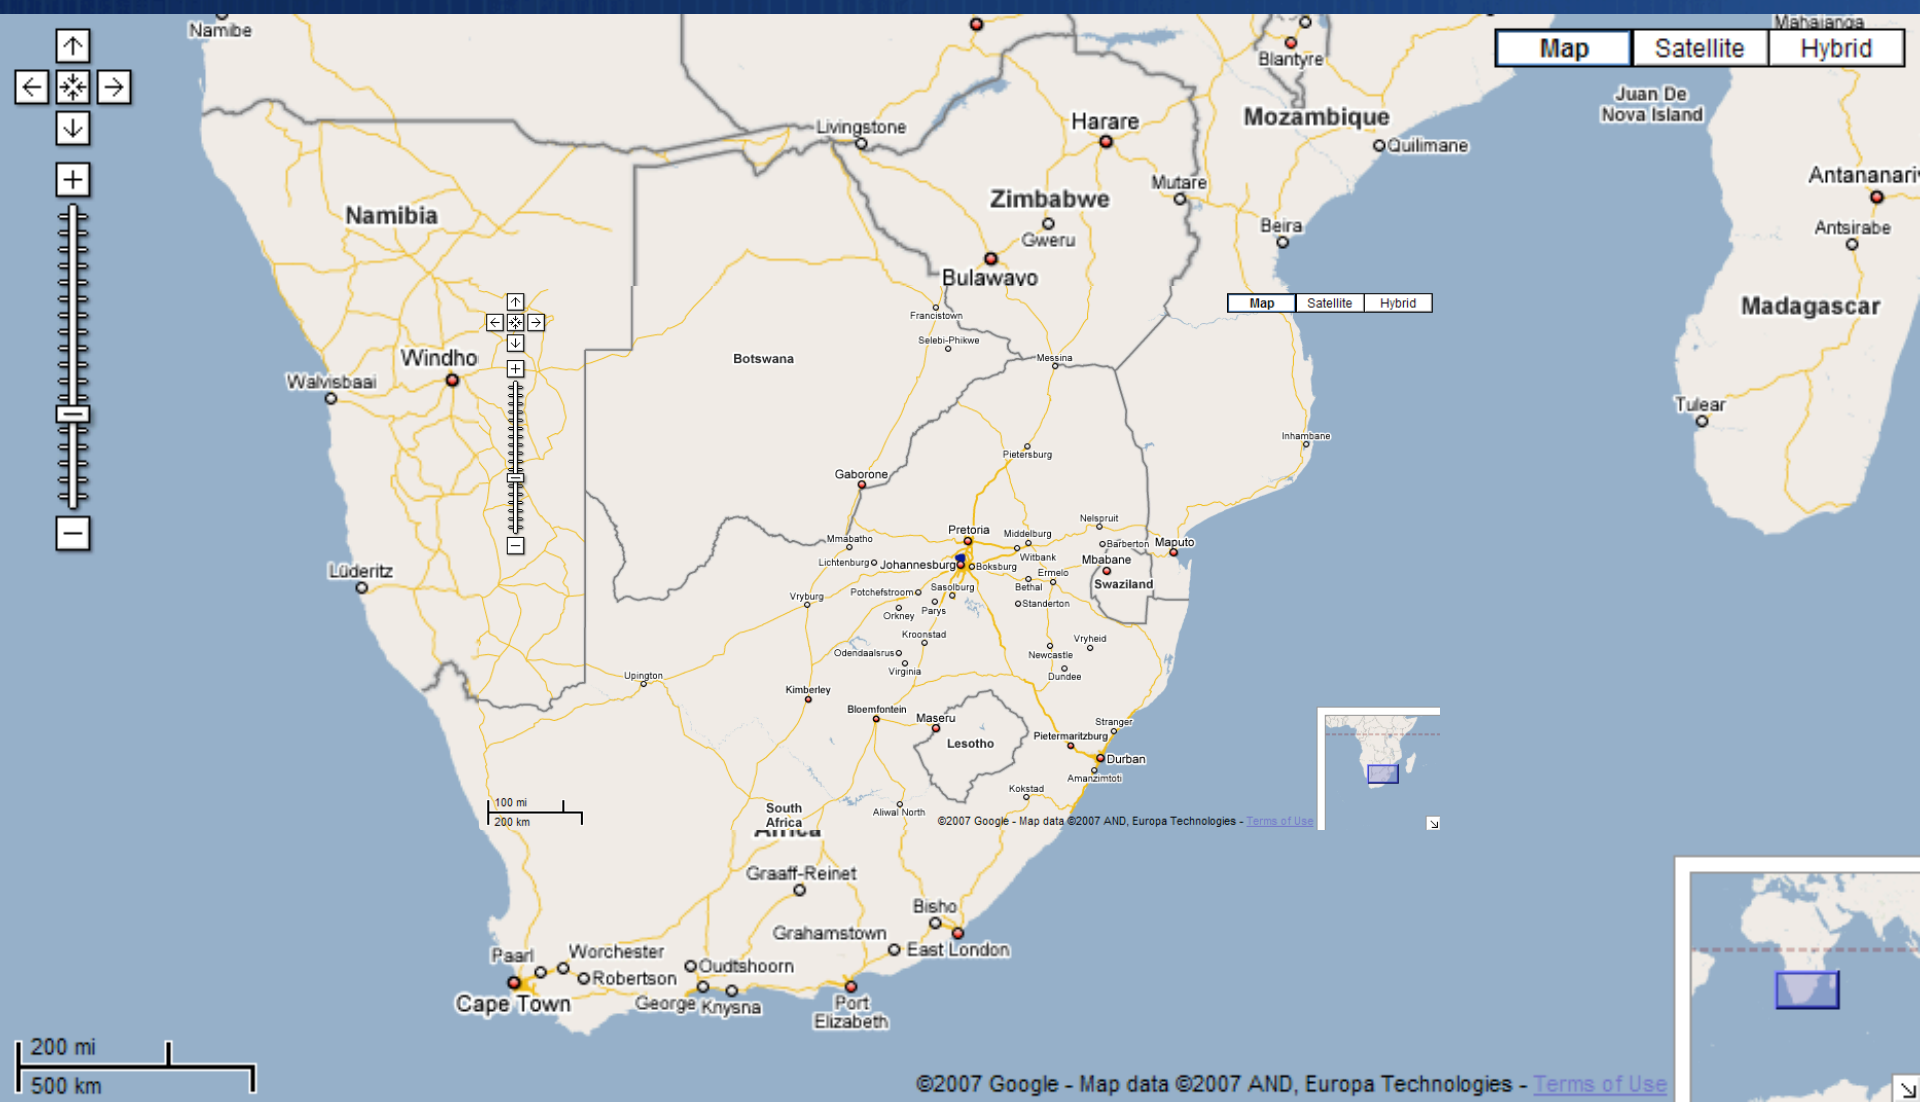 Namibe
Mahajanga
Map
Satellite
Hybrid
Blantyre
Juan De
Nova Island
Mozambique
Livingstone
Harare
Quilimane
Antananariv
Mutare
Zimbabwe
Namibia
Beira
Antsirabe
Gweru
Bulawayo
Map
Satellite
Hybrid
Madagascar
Francistown
Selebi-Phikwe
Botswana
Messina
Windho
Walvisbaai
Tulear
Inhambane
Pietersburg
Gaborone
Nelspruit
Pretoria
Middelburg
Mmabatho
Barberton
Maputo
Witbank
Mbabane
Lichtenburg
Johannesburg
Boksburg
Lüderitz
Ermelo
Swaziland
Bethal
Sasolburg
Potchefstroom
Vryburg
Standerton
Parys
Orkney
Kroonstad
Vryheid
Odendaalsrus
Newcastle
Virginia
Dundee
Upington
Kimberley
Bloemfontein
Maseru
Stranger
Pietermaritzburg
Lesotho
Durban
Amanzimtoti
Kokstad
100 mi
200 km
South
Africa
Africa
Aliwal North
©2007 Google - Map data ©2007 AND, Europa Technologies - Terms of Use
Graaff-Reinet
Bisho
Grahamstown
East London
Paarl
Worchester
Robertson
Oudtshoorn
Cape Town
George
Knysna
Port
Elizabeth
200 mi
500 km
©2007 Google - Map data ©2007 AND, Europa Technologies - Terms of Use